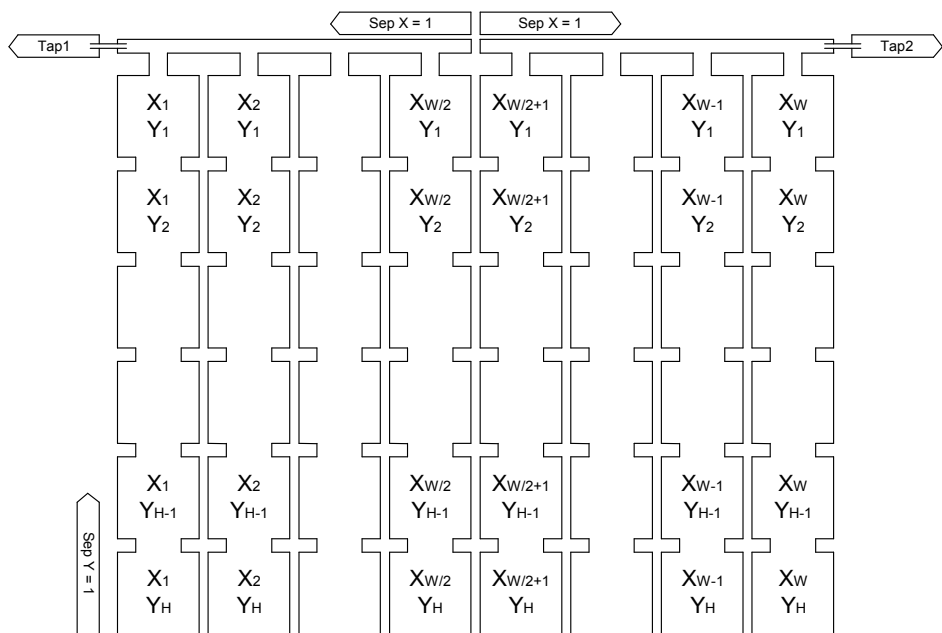 Sep X = 1 Sep X = 1
Tap1 Tap2
X1 X2 XW/2 XW/2+1 XW-1 XW
Y1 Y1 Y1 Y1 Y1 Y1
X1 X2 XW/2 XW/2+1 XW-1 XW
Y2 Y2 Y2 Y2 Y2 Y2
X1 X2 XW/2 XW/2+1 XW-1 XW
YH-1 YH-1 YH-1 YH-1 YH-1 YH-1
Sep Y = 1
X1 X2 XW/2 XW/2+1 XW-1 XW
YH YH YH YH YH YH